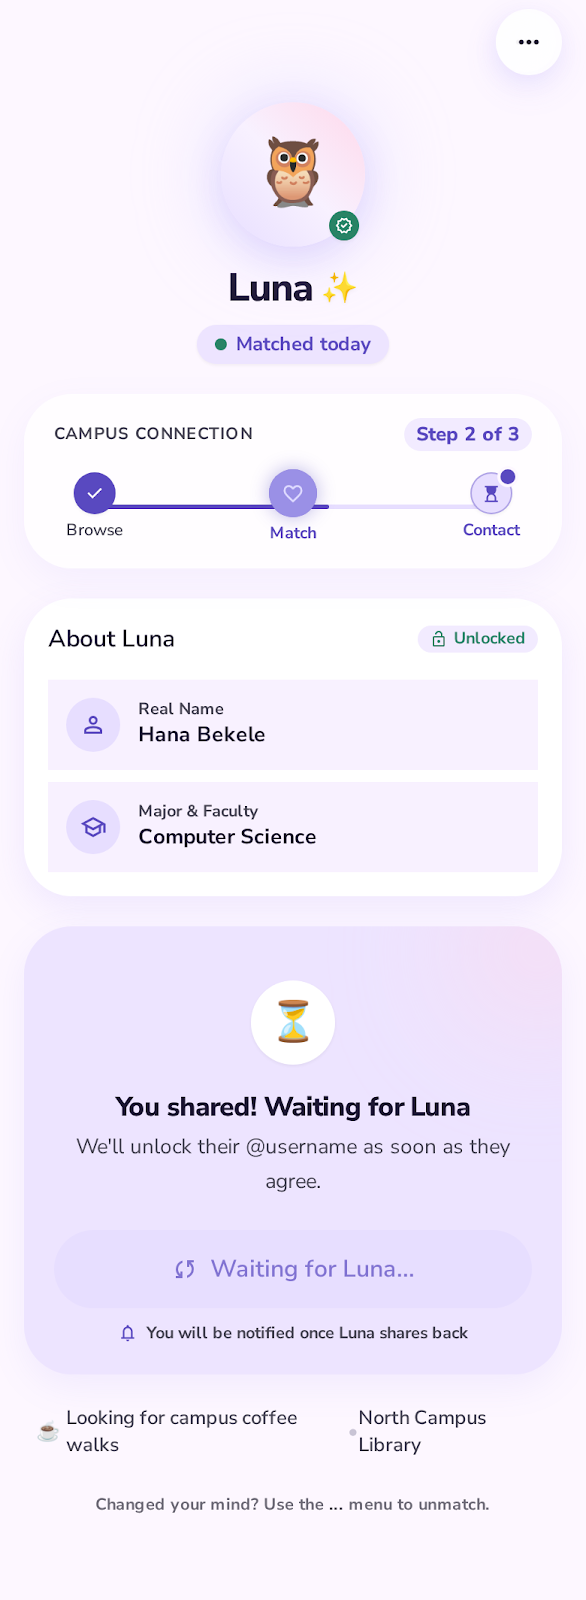 Luna ✨
Matched today
CAMPUS CONNECTION
Step 2 of 3
Browse
Match
Contact
About Luna
Unlocked
Real Name
Hana Bekele
Major & Faculty
Computer Science
You shared! Waiting for Luna
We'll unlock their @username as soon as they
agree.
Waiting for Luna...
You will be notified once Luna shares back
Looking for campus coffee
walks
North Campus
Library
Changed your mind? Use the ... menu to unmatch.